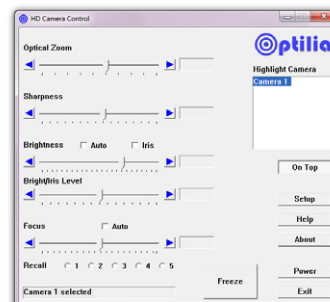 HD Camera Control
Optilia
Optical Zoom
Highlight Camera
Camera 1
Sharpness
Brightness Auto Iris
On Top
Bright/Iris Level
Setup
Help
Focus Auto
About
Recall 1 2 3 4 5
Freeze
Power
Camera 1 selected
Exit